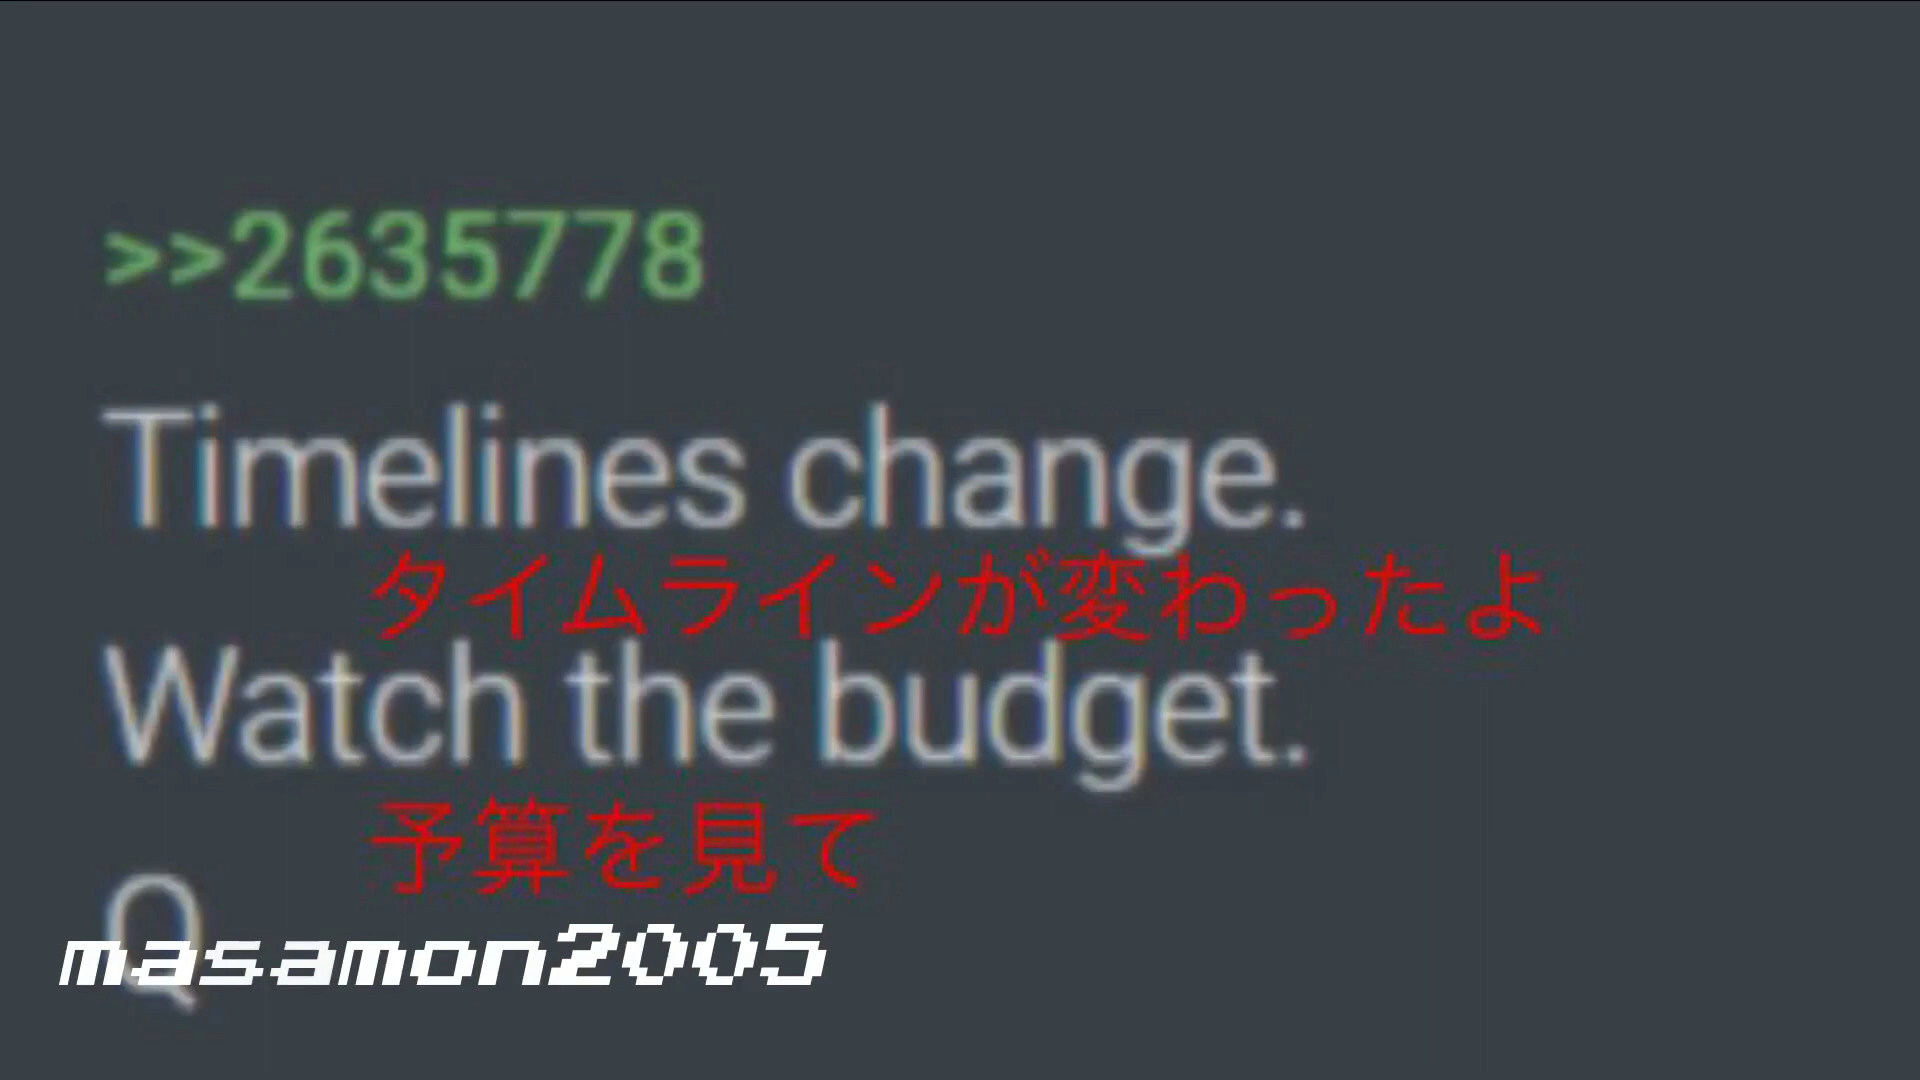 >>2635778
Timelines change.
タイムラインが変わったよ
Watch the budget.
予算を見て
Q
masamon2005